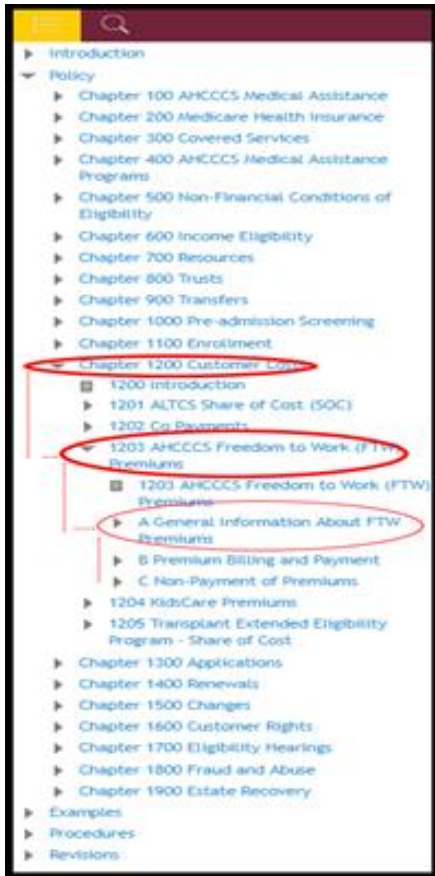 Introduction
Policy
Chapter 100 AHCCCS Medical Assistance
Chapter 200 Medicare Health Insurance
Chapter 300 Covered Services
Chapter 400 AHCCCS Medical Assistance
Programs
Chapter 500 Non-Financial Conditions of
Eligibility
Chapter 600 Income Eligibility
Chapter 700 Resources
Chapter 800 Trusts
Chapter 900 Transfers
Chapter 1000 Pre-admission Screening
Chapter 1100 Enrollment
Chapter 1200 Customer Costs
1200 Introduction
1201 ALTCS Share of Cost (SOC)
1202 Co Payments
1203 AHCCCS Freedom to Work (FTW)
Premiums
1203 AHCCCS Freedom to Work (FTW)
Premiums
A General Information About FTW
Premiums
B Premium Billing and Payment
C Non-Payment of Premiums
1204 KidsCare Premiums
1205 Transplant Extended Eligibility
Program - Share of Cost
Chapter 1300 Applications
Chapter 1400 Renewals
Chapter 1500 Changes
Chapter 1600 Customer Rights
Chapter 1700 Eligibility Hearings
Chapter 1800 Fraud and Abuse
Chapter 1900 Estate Recovery
Examples
Procedures
Revisions